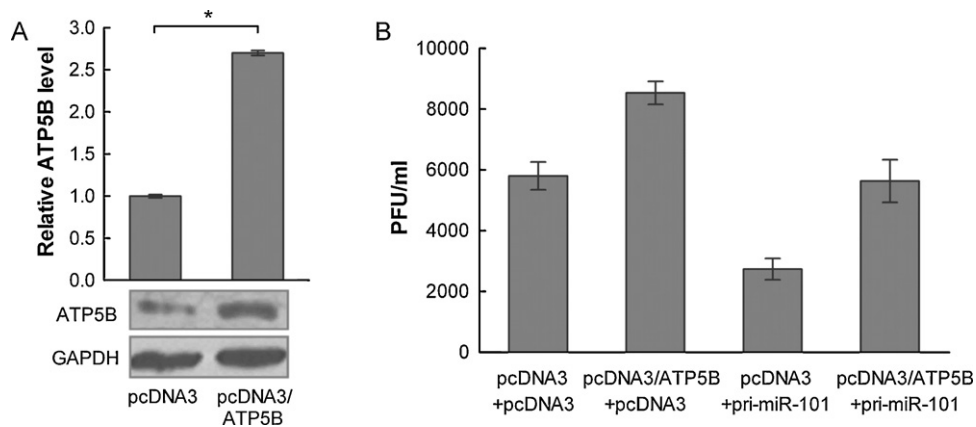 A
*
Relative ATP5B level
3.0
2.5
2.0
1.5
1.0
0.5
0.0
ATP5B
GAPDH
pcDNA3
pcDNA3/
ATP5B
B
PFU/ml
10000
8000
6000
4000
2000
0
pcDNA3
+pcDNA3
pcDNA3/ATP5B
+pcDNA3
pcDNA3
+pri-miR-101
pcDNA3/ATP5B
+pri-miR-101